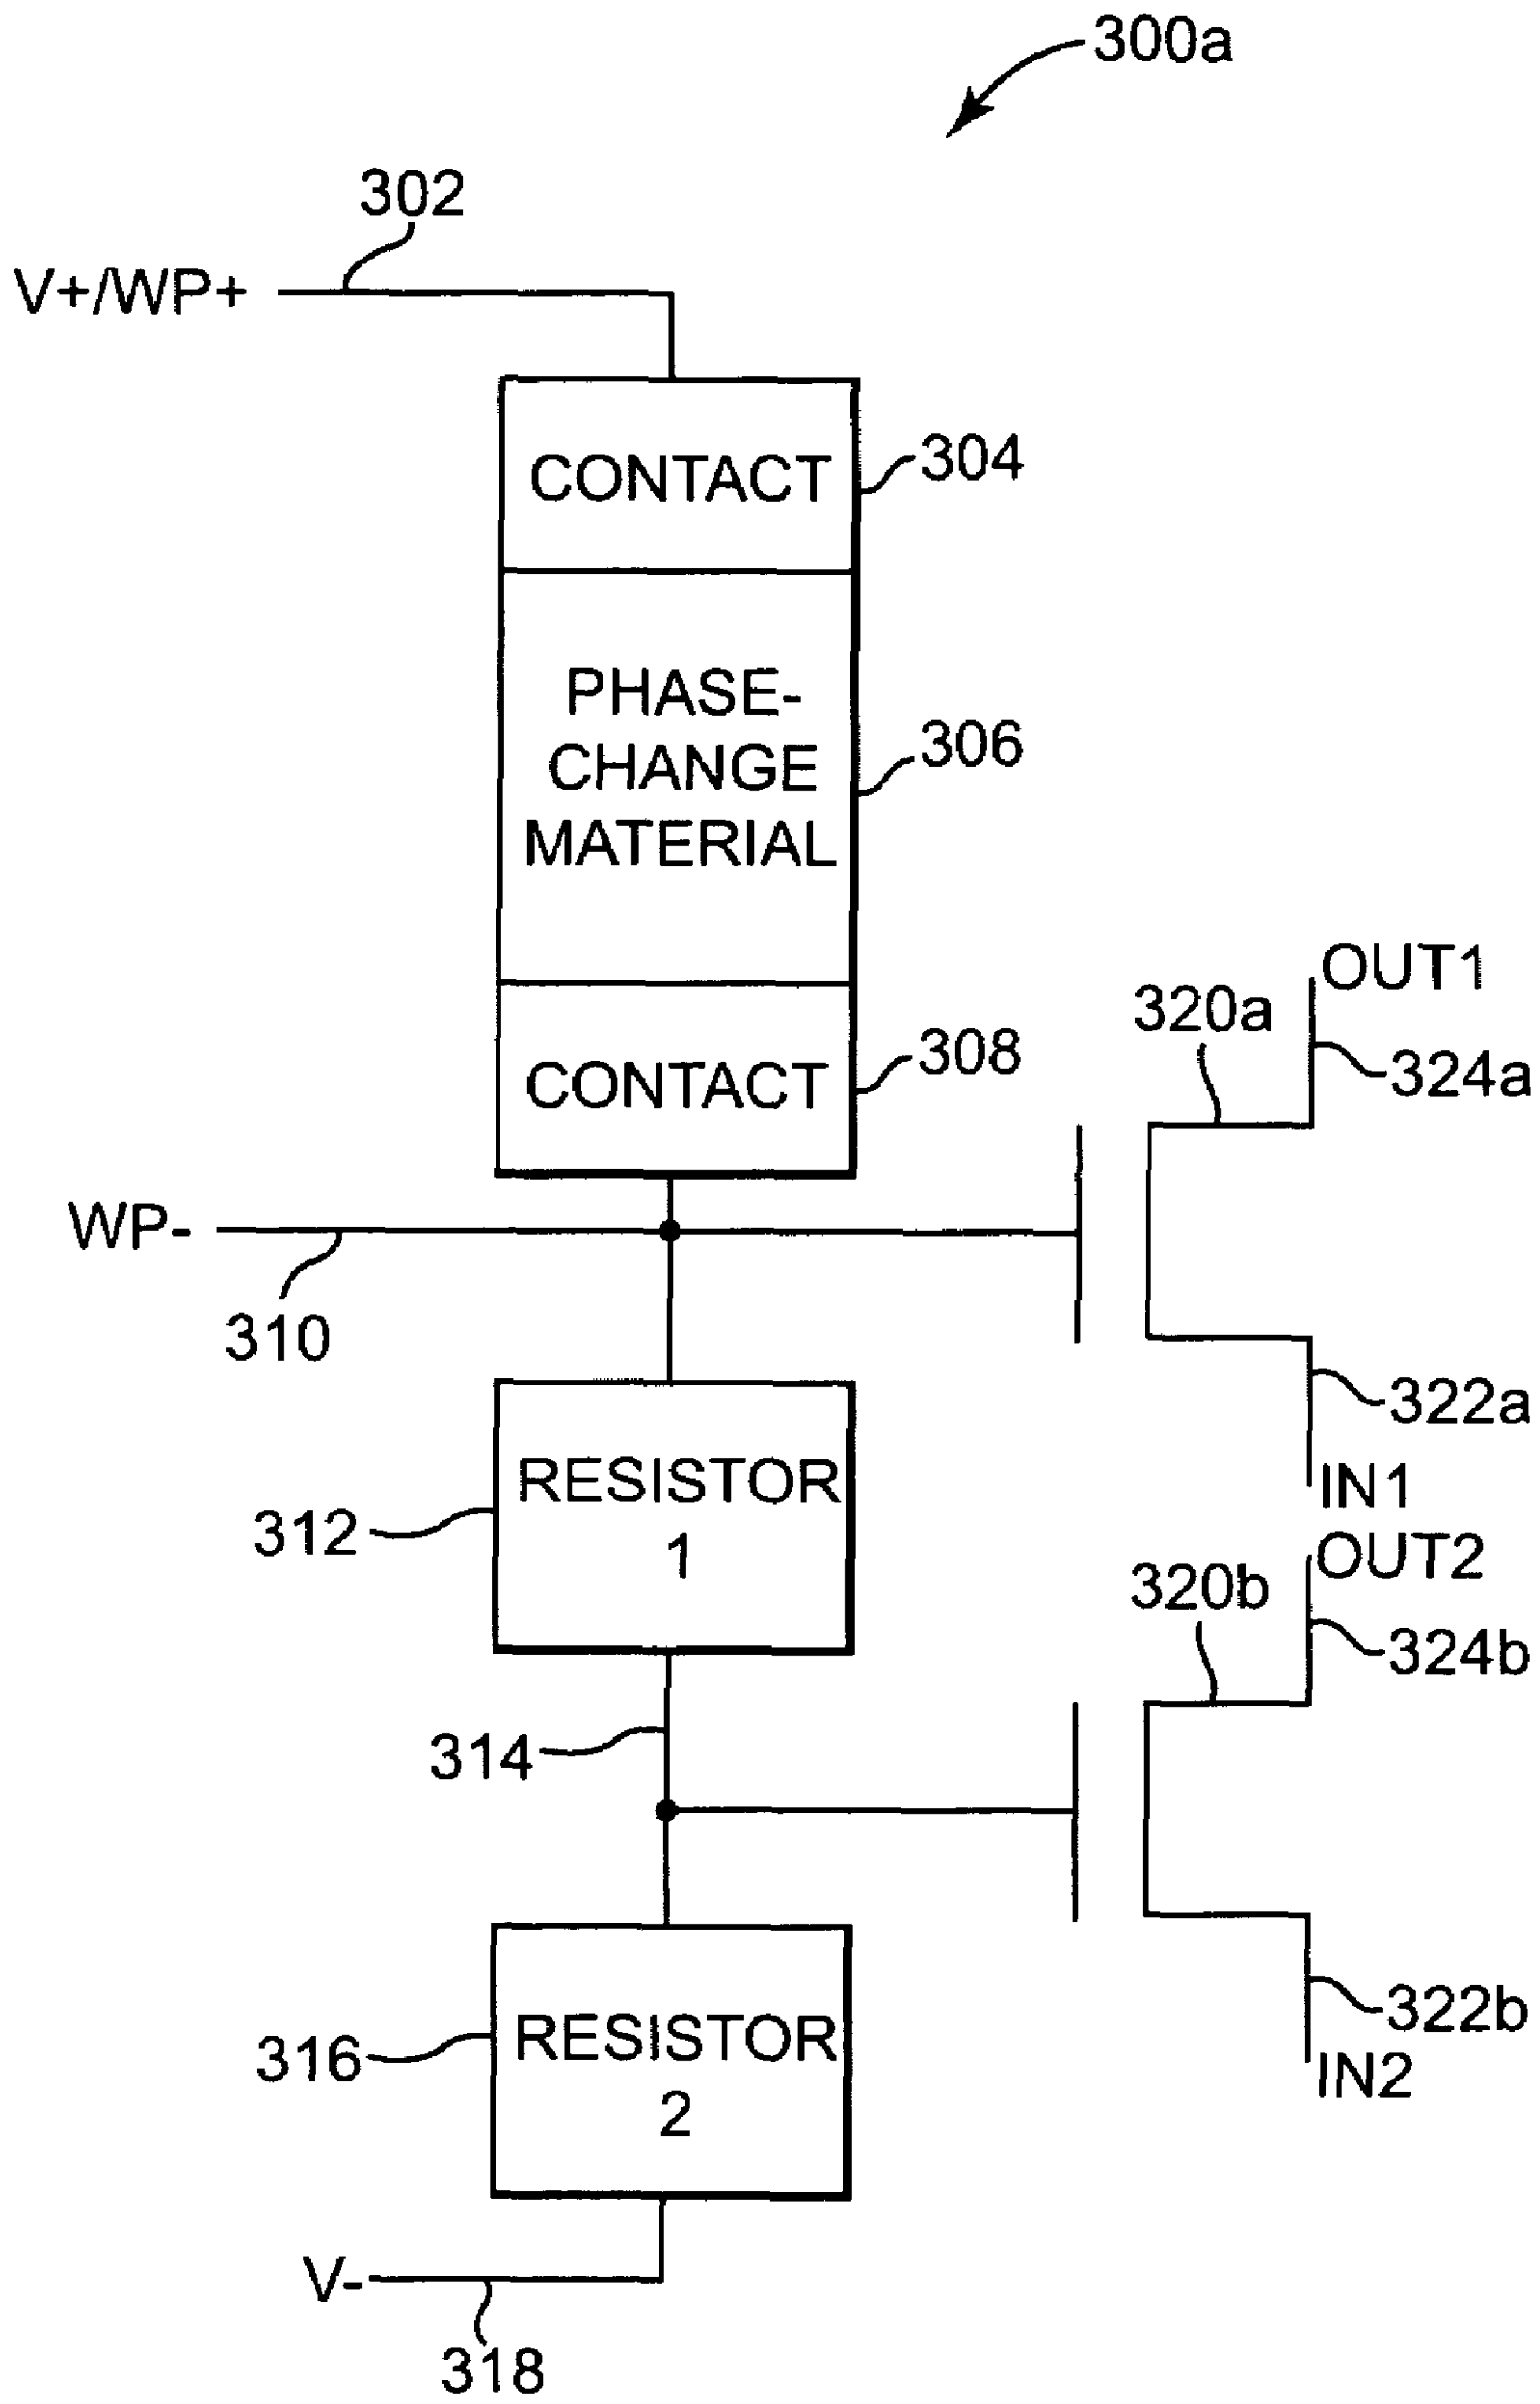 300a
302
V+/WP+
CONTACT
304
PHASE-
CHANGE
MATERIAL
306
CONTACT
308
OUT1
320a
324a
WP-
310
322a
IN1
RESISTOR
1
312
OUT2
320b
324b
314
322b
IN2
RESISTOR
2
316
V-
318